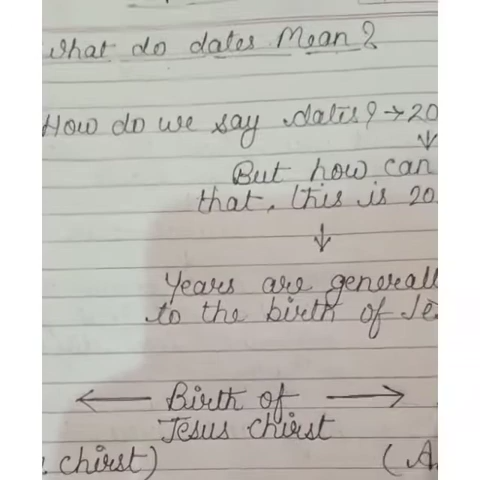 What do dates Mean?
How do we say dates? → 20
↓
But how can
that, this is 20
↓
Years are generall
to the birth of Je
← Birth of →
Jesus chirst
. chirst) (A.